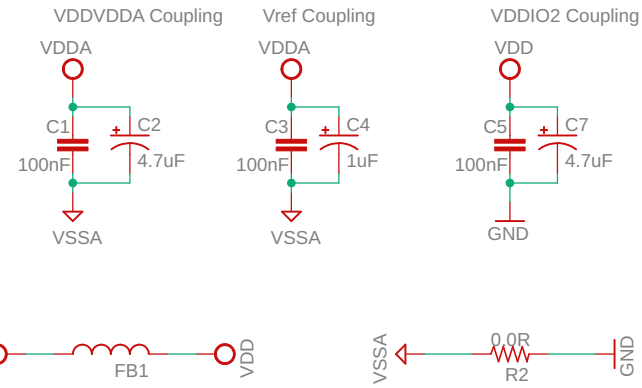 VDDVDDA Coupling
Vref Coupling
VDDIO2 Coupling
VDDA
VDDA
VDD
C1
C2
C3
C4
C5
C7
100nF
4.7uF
100nF
1uF
100nF
4.7uF
VSSA
VSSA
GND
FB1
VDD
VSSA
0.0R
R2
GND